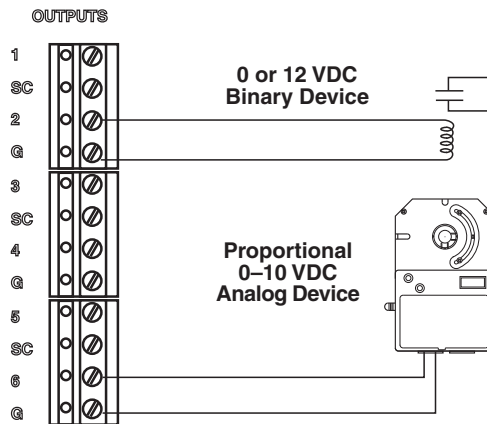 OUTPUTS
1
SC
2
G
3
SC
4
G
5
SC
6
G
0 or 12 VDC
Binary Device
Proportional
0–10 VDC
Analog Device